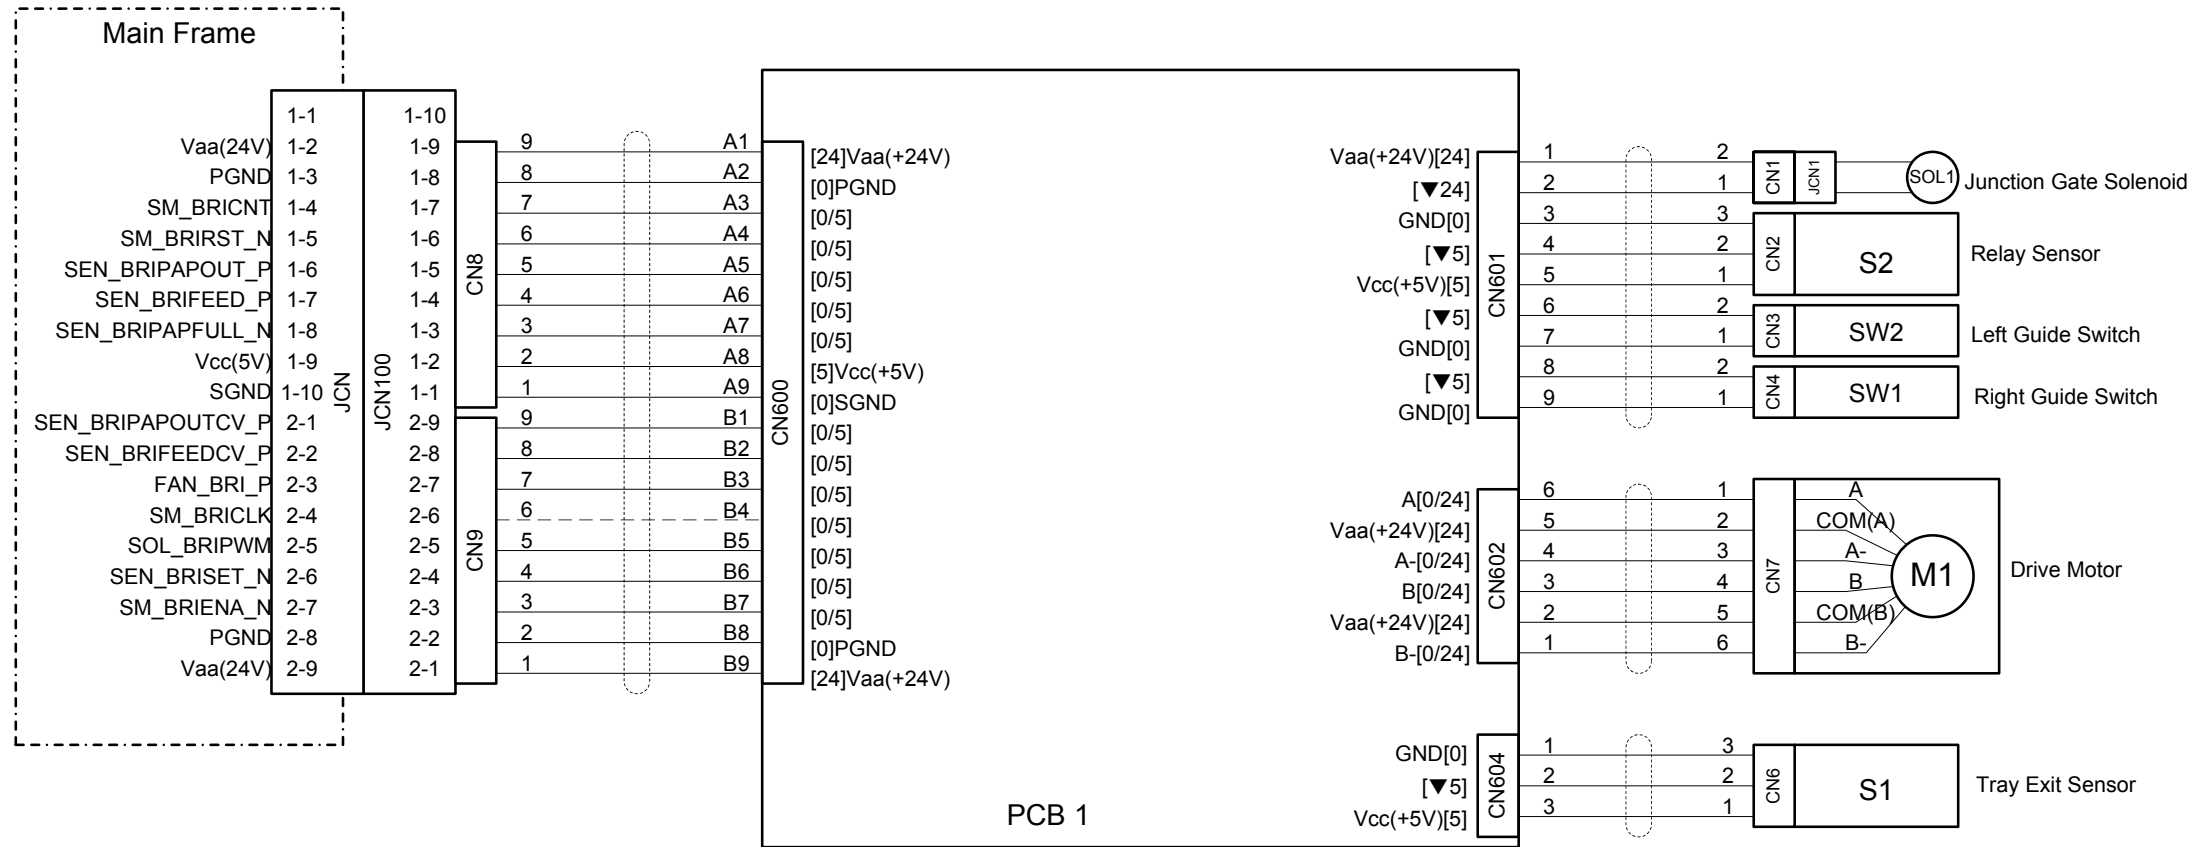 Main Frame
1-1 1-10
Vaa(24V) 1-2 1-9 9 A1 [24]Vaa(+24V)
PGND 1-3 1-8 8 A2 [0]PGND
SM_BRICNT 1-4 1-7 7 A3 [0/5]
SM_BRIRST_N 1-5 1-6 6 A4 [0/5]
SEN_BRIPAPOUT_P 1-6 1-5 5 A5 [0/5]
SEN_BRIFEED_P 1-7 1-4 4 A6 [0/5]
SEN_BRIPAPFULL_N 1-8 1-3 3 A7 [0/5]
Vcc(5V) 1-9 1-2 2 A8 [5]Vcc(+5V)
SGND 1-10 1-1 1 A9 [0]SGND
SEN_BRIPAPOUTCV_P 2-1 2-9 9 B1 [0/5]
SEN_BRIFEEDCV_P 2-2 2-8 8 B2 [0/5]
FAN_BRI_P 2-3 2-7 7 B3 [0/5]
SM_BRICLK 2-4 2-6 6 B4 [0/5]
SOL_BRIPWM 2-5 2-5 5 B5 [0/5]
SEN_BRISET_N 2-6 2-4 4 B6 [0/5]
SM_BRIENA_N 2-7 2-3 3 B7 [0/5]
PGND 2-8 2-2 2 B8 [0]PGND
Vaa(24V) 2-9 2-1 1 B9 [24]Vaa(+24V)
JCN
JCN100
CN8
CN9
CN600
PCB 1
Vaa(+24V)[24] 1 2
[▼24] 2 1
GND[0] 3 3
[▼5] 4 2
Vcc(+5V)[5] 5 1
[▼5] 6 2
GND[0] 7 1
[▼5] 8 2
GND[0] 9 1
CN601
CN1 JCN1 SOL1 Junction Gate Solenoid
CN2 S2 Relay Sensor
CN3 SW2 Left Guide Switch
CN4 SW1 Right Guide Switch
A[0/24] 6 1 A
Vaa(+24V)[24] 5 2 COM(A)
A-[0/24] 4 3 A-
B[0/24] 3 4 B
Vaa(+24V)[24] 2 5 COM(B)
B-[0/24] 1 6 B-
CN602
CN7
M1 Drive Motor
GND[0] 1 3
[▼5] 2 2
Vcc(+5V)[5] 3 1
CN604
CN6 S1 Tray Exit Sensor